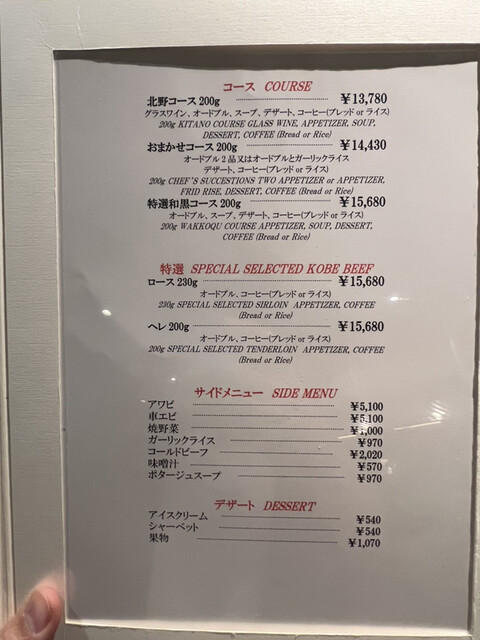 コース COURSE
北野コース 200g ¥13,780
グラスワイン、オードブル、スープ、デザート、コーヒー(ブレッド or ライス)
200g KITANO COURSE GLASS WINE, APPETIZER, SOUP,
DESSERT, COFFEE (Bread or Rice)
おまかせコース 200g ¥14,430
オードブル2品又はオードブルとガーリックライス
デザート、コーヒー(ブレッド or ライス)
200g CHEF'S SUCCESTIONS TWO APPETIZER or APPETIZER,
FRID RISE, DESSERT, COFFEE (Bread or Rice)
特選和黒コース 200g ¥15,680
オードブル、スープ、デザート、コーヒー(ブレッド or ライス)
200g WAKKOQU COURSE APPETIZER, SOUP, DESSERT,
COFFEE (Bread or Rice)
特選 SPECIAL SELECTED KOBE BEEF
ロース 230g ¥15,680
オードブル、コーヒー(ブレッド or ライス)
230g SPECIAL SELECTED SIRLOIN APPETIZER, COFFEE
(Bread or Rice)
ヘレ 200g ¥15,680
オードブル、コーヒー(ブレッド or ライス)
200g SPECIAL SELECTED TENDERLOIN APPETIZER, COFFEE
(Bread or Rice)
サイドメニュー SIDE MENU
アワビ ¥5,100
車エビ ¥5,100
焼野菜 ¥1,000
ガーリックライス ¥970
コールドビーフ ¥2,020
味噌汁 ¥570
ポタージュスープ ¥970
デザート DESSERT
アイスクリーム ¥540
シャーベット ¥540
果物 ¥1,070